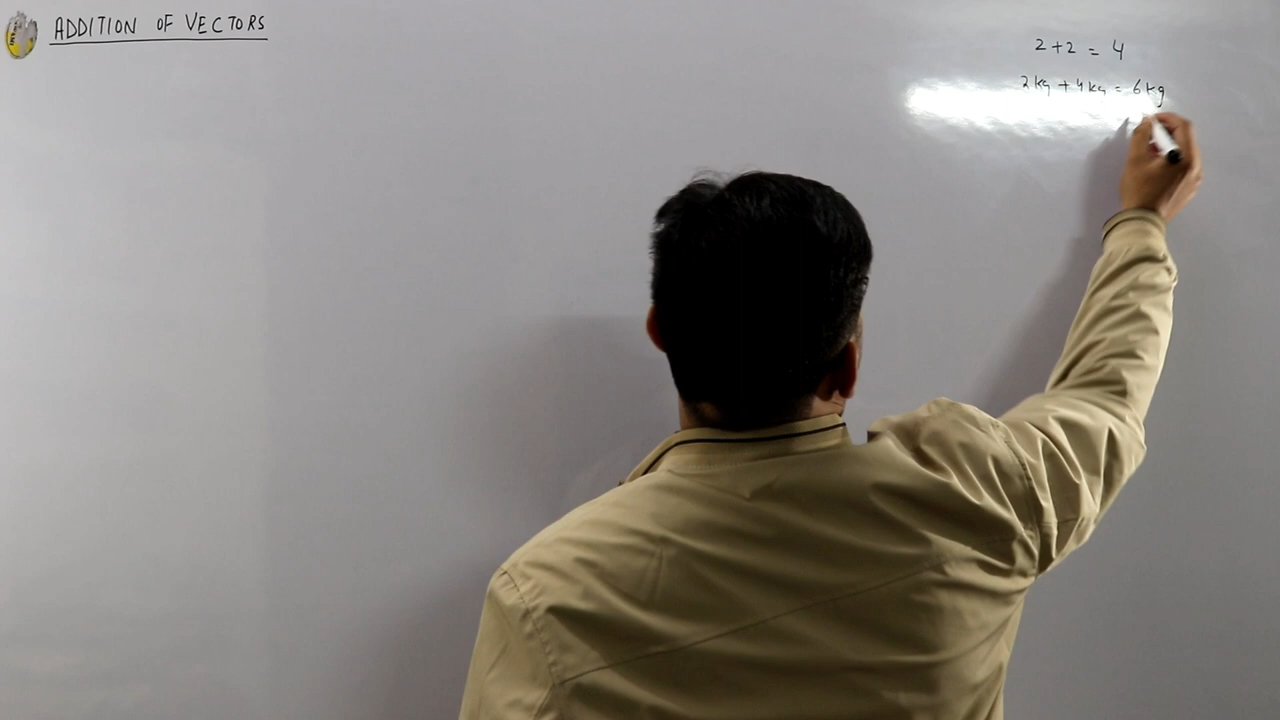 ADDITION OF VECTORS
2+2 = 4
2kg + 4kg = 6kg